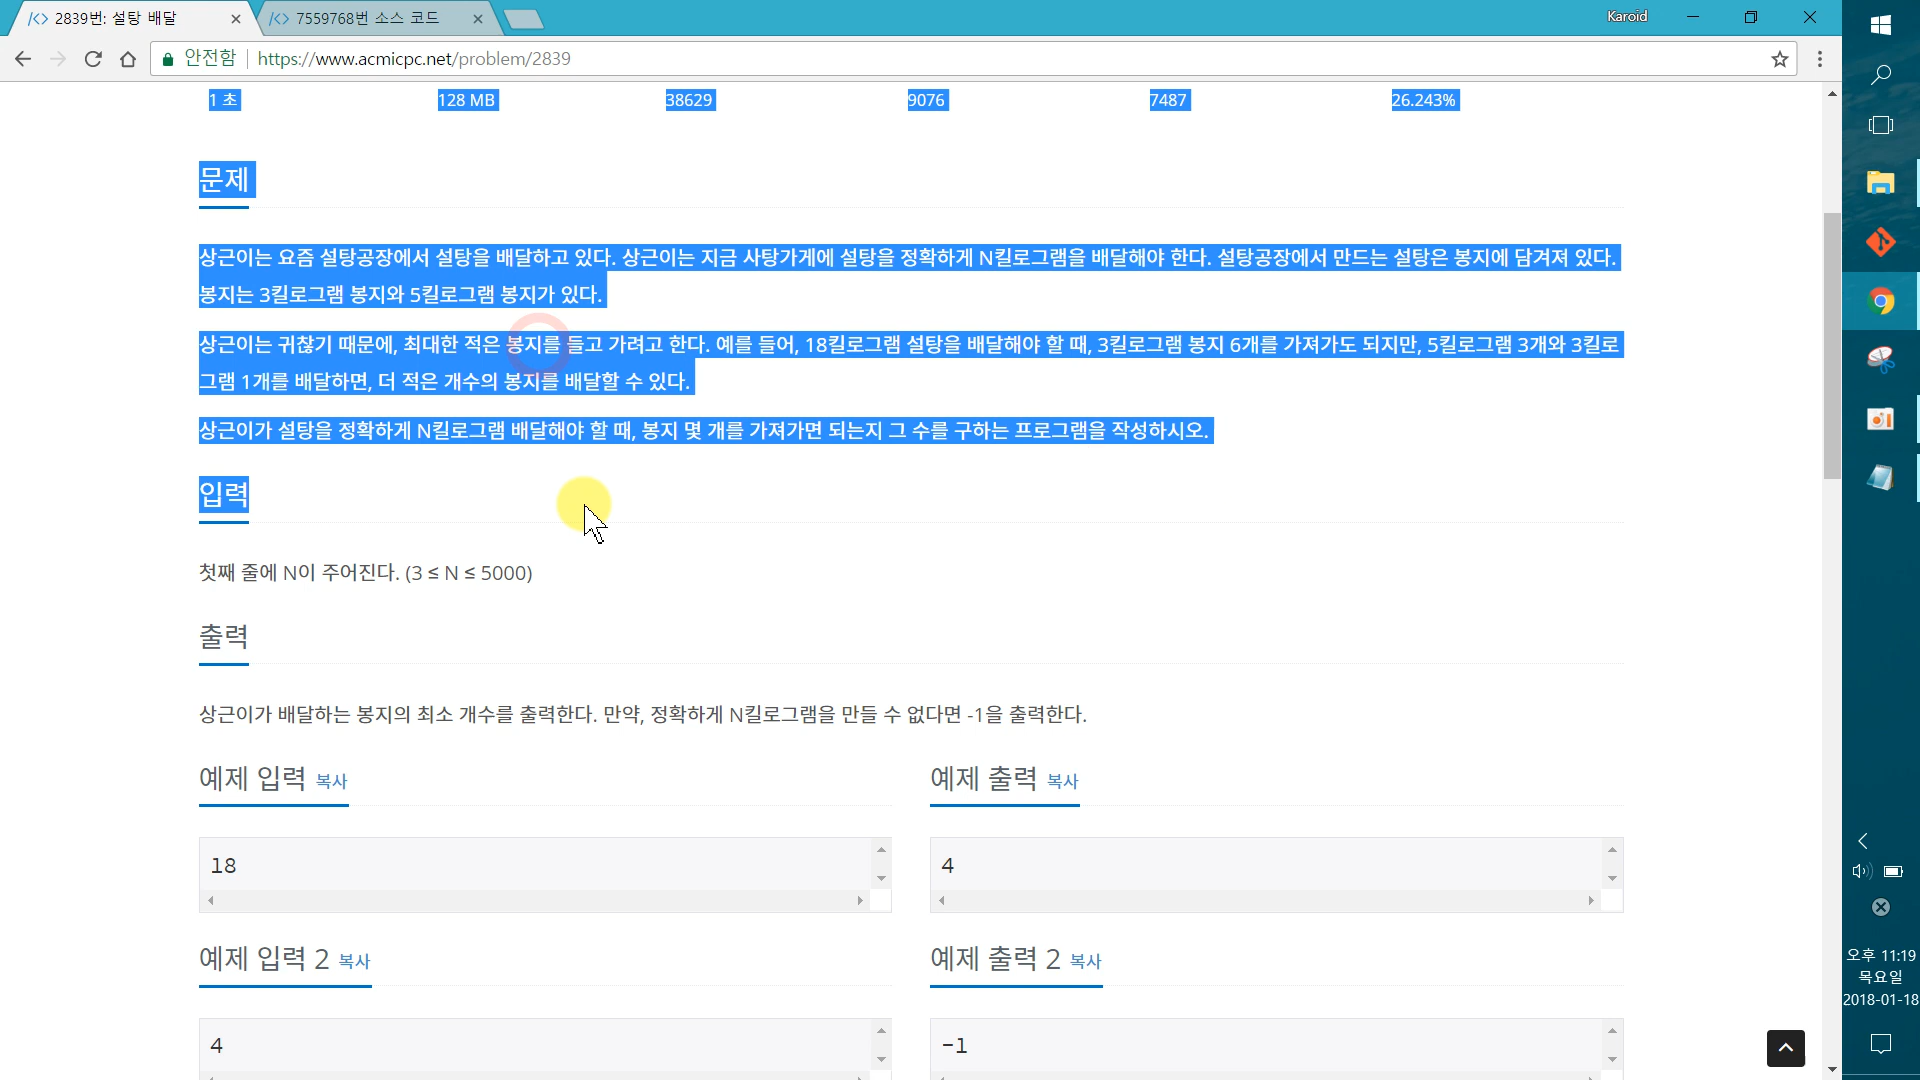 2839번: 설탕 배달
7559768번 소스 코드
Karoid
안전함
https://www.acmicpc.net/problem/2839
1 초
128 MB
38629
9076
7487
26.243%
문제
상근이는 요즘 설탕공장에서 설탕을 배달하고 있다. 상근이는 지금 사탕가게에 설탕을 정확하게 N킬로그램을 배달해야 한다. 설탕공장에서 만드는 설탕은 봉지에 담겨져 있다.
봉지는 3킬로그램 봉지와 5킬로그램 봉지가 있다.
상근이는 귀찮기 때문에, 최대한 적은 봉지를 들고 가려고 한다. 예를 들어, 18킬로그램 설탕을 배달해야 할 때, 3킬로그램 봉지 6개를 가져가도 되지만, 5킬로그램 3개와 3킬로
그램 1개를 배달하면, 더 적은 개수의 봉지를 배달할 수 있다.
상근이가 설탕을 정확하게 N킬로그램 배달해야 할 때, 봉지 몇 개를 가져가면 되는지 그 수를 구하는 프로그램을 작성하시오.
입력
첫째 줄에 N이 주어진다. (3 ≤ N ≤ 5000)
출력
상근이가 배달하는 봉지의 최소 개수를 출력한다. 만약, 정확하게 N킬로그램을 만들 수 없다면 -1을 출력한다.
예제 입력 복사
예제 출력 복사
18
4
예제 입력 2 복사
예제 출력 2 복사
4
-1
오후 11:19
목요일
2018-01-18